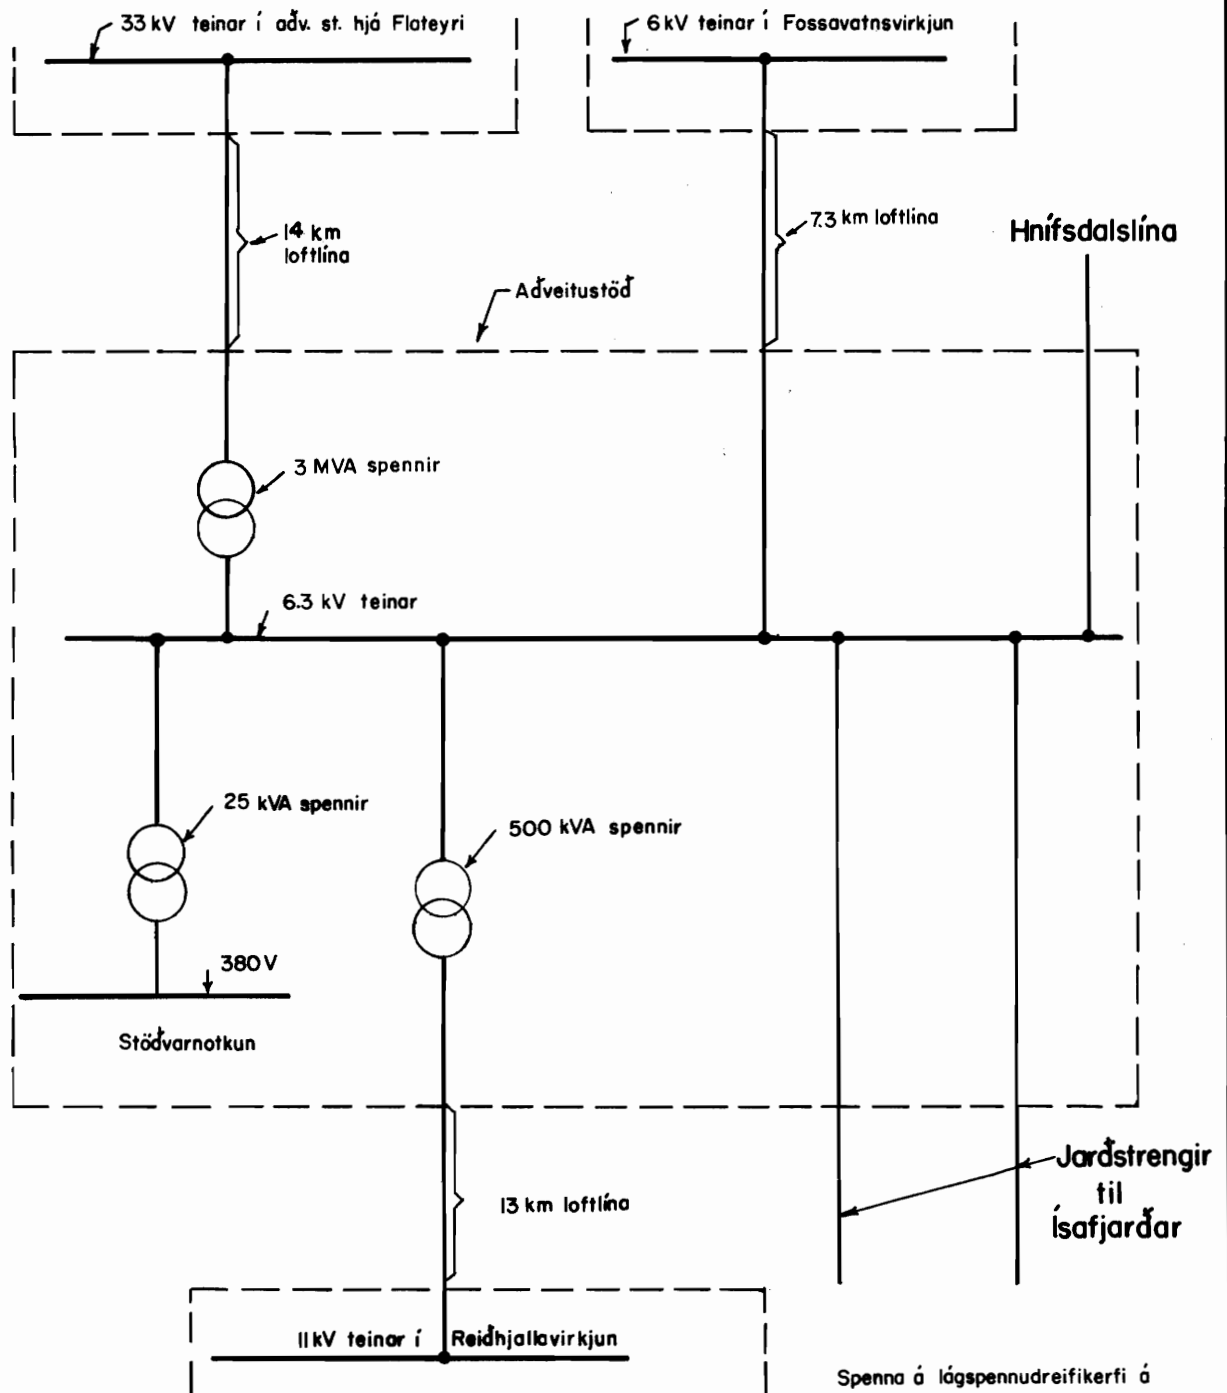 33 kV teinar í aðv. st. hjá Flateyri
6 kV teinar í Fossavatnsvirkjun
14 km
loftlína
7.3 km loftlína
Hnífsdalslína
Aðveitustöð
3 MVA spennir
6.3 kV teinar
25 kVA spennir
500 kVA spennir
380 V
Stöðvarnotkun
Jarðstrengir
til
Ísafjarðar
13 km loftlína
11 kV teinar í Reiðhjallavirkjun
Spenna á lágspennudreifikerfi á